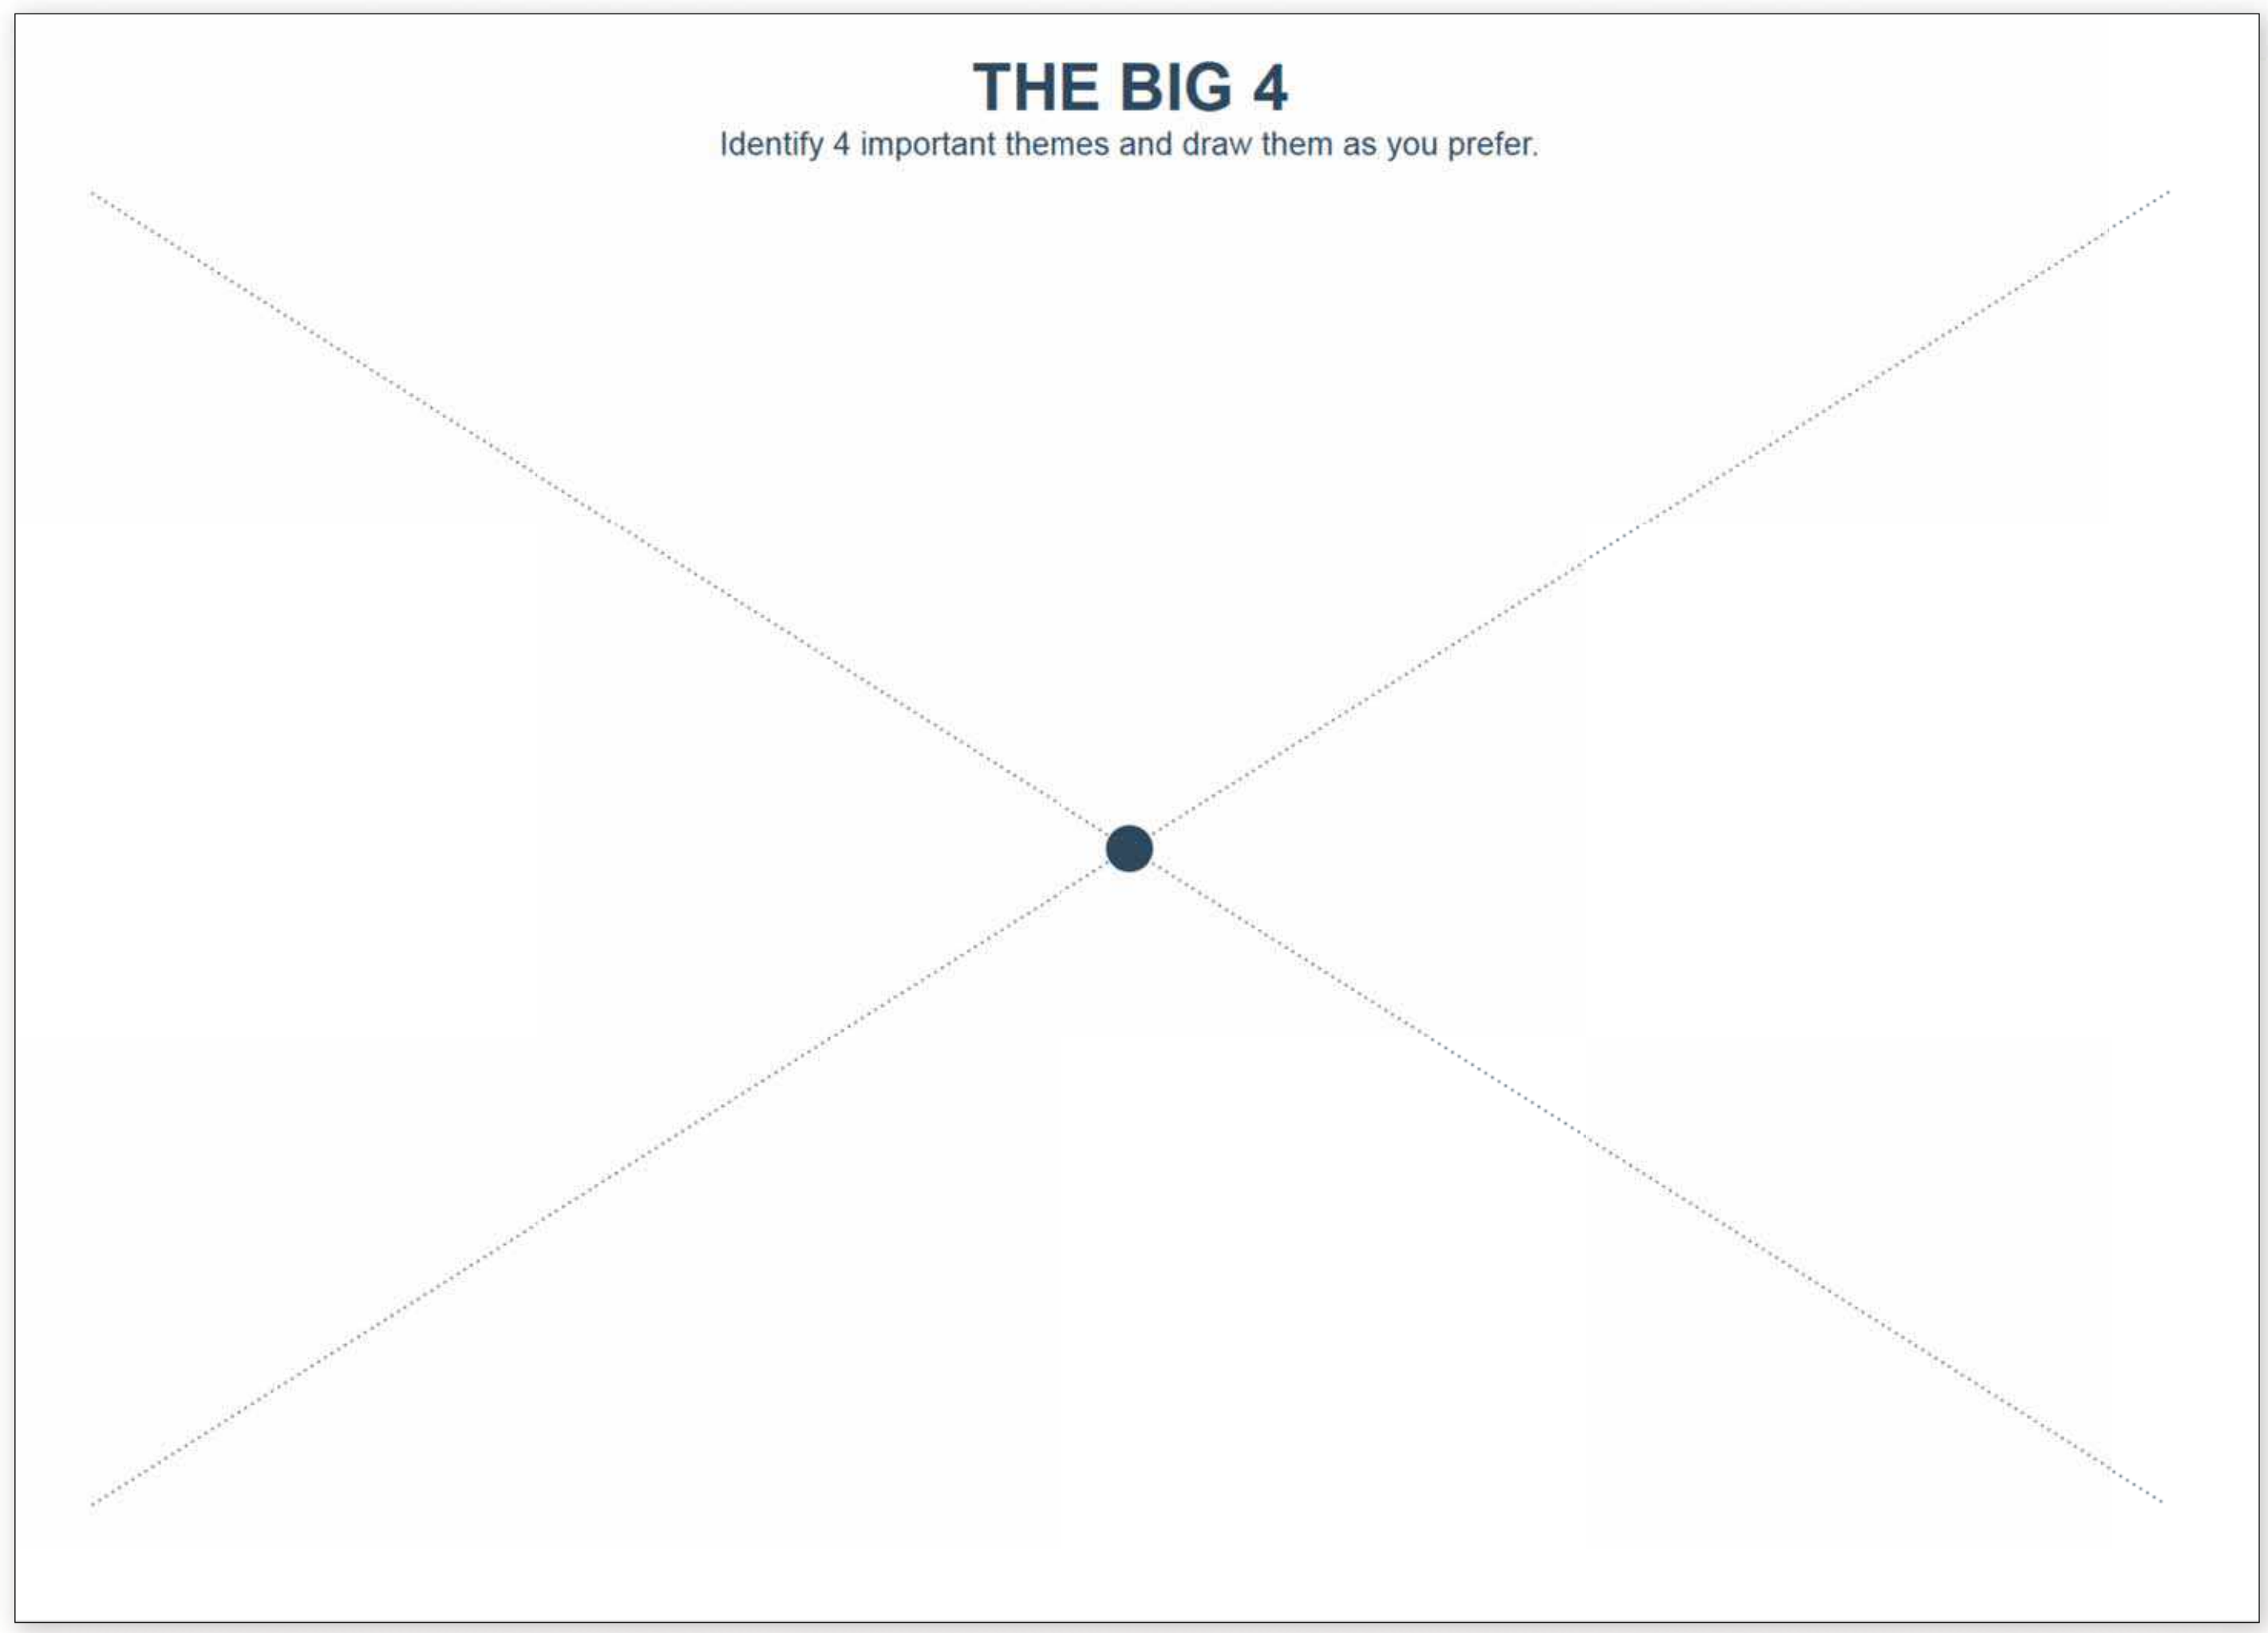 THE BIG 4
Identify 4 important themes and draw them as you prefer.